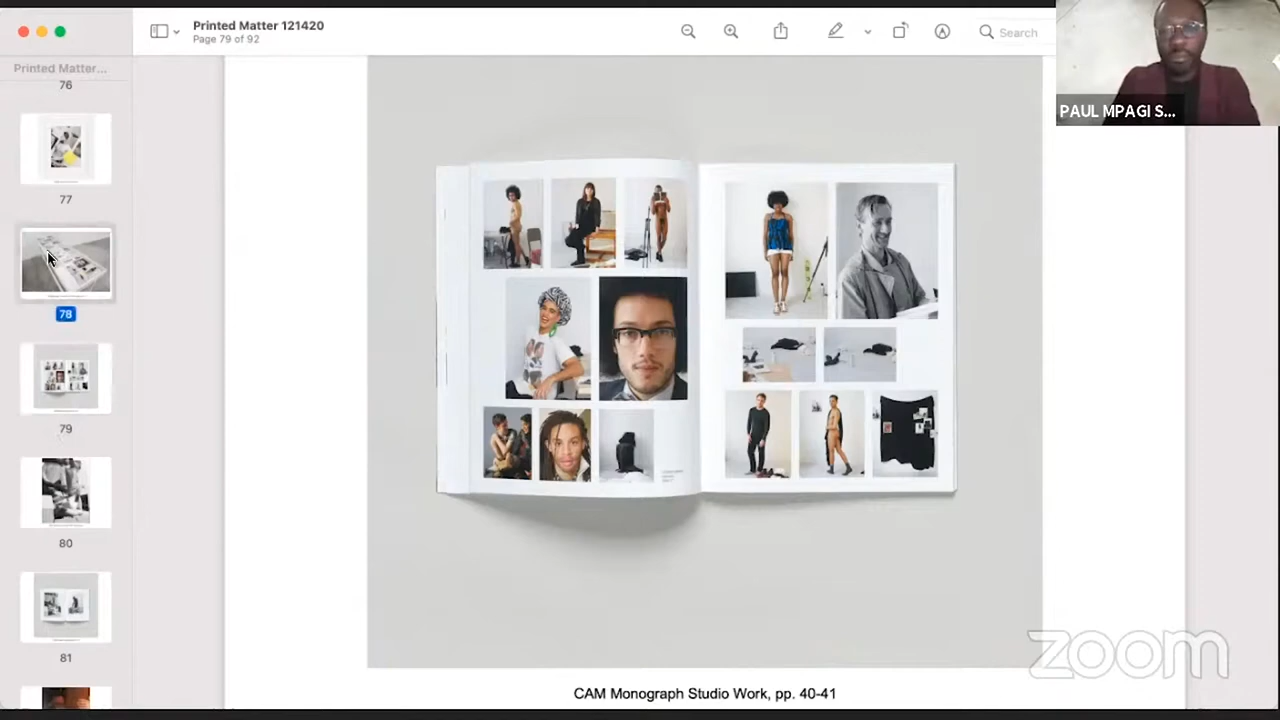 Printed Matter 121420
Page 79 of 92
Search
Printed Matter...
76
77
78
79
80
81
PAUL MPAGI S...
CAM Monograph Studio Work, pp. 40-41
zoom